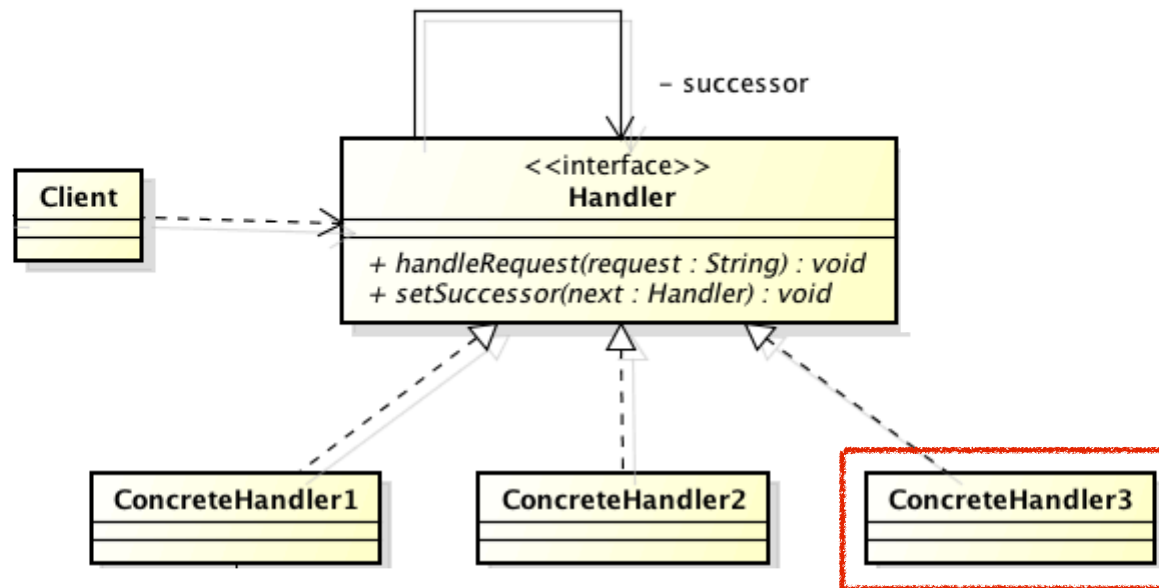 – successor
<<interface>>
Handler
Client
+ handleRequest(request : String) : void
+ setSuccessor(next : Handler) : void
ConcreteHandler1
ConcreteHandler2
ConcreteHandler3